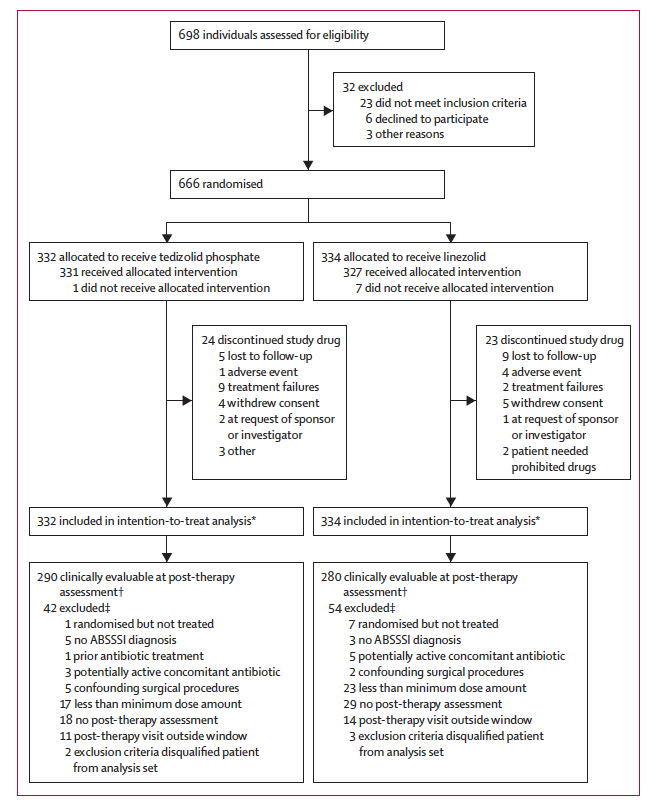 698 individuals assessed for eligibility
32 excluded
23 did not meet inclusion criteria
6 declined to participate
3 other reasons
666 randomised
332 allocated to receive tedizolid phosphate
331 received allocated intervention
1 did not receive allocated intervention
334 allocated to receive linezolid
327 received allocated intervention
7 did not receive allocated intervention
24 discontinued study drug
5 lost to follow-up
1 adverse event
9 treatment failures
4 withdrew consent
2 at request of sponsor
or investigator
3 other
23 discontinued study drug
9 lost to follow-up
4 adverse event
2 treatment failures
5 withdrew consent
1 at request of sponsor
or investigator
2 patient needed
prohibited drugs
332 included in intention-to-treat analysis*
334 included in intention-to-treat analysis*
290 clinically evaluable at post-therapy
assessment†
42 excluded‡
1 randomised but not treated
5 no ABSSSI diagnosis
1 prior antibiotic treatment
3 potentially active concomitant antibiotic
5 confounding surgical procedures
17 less than minimum dose amount
18 no post-therapy assessment
11 post-therapy visit outside window
2 exclusion criteria disqualified patient
from analysis set
280 clinically evaluable at post-therapy
assessment†
54 excluded‡
7 randomised but not treated
3 no ABSSSI diagnosis
5 potentially active concomitant antibiotic
2 confounding surgical procedures
23 less than minimum dose amount
29 no post-therapy assessment
14 post-therapy visit outside window
3 exclusion criteria disqualified patient
from analysis set